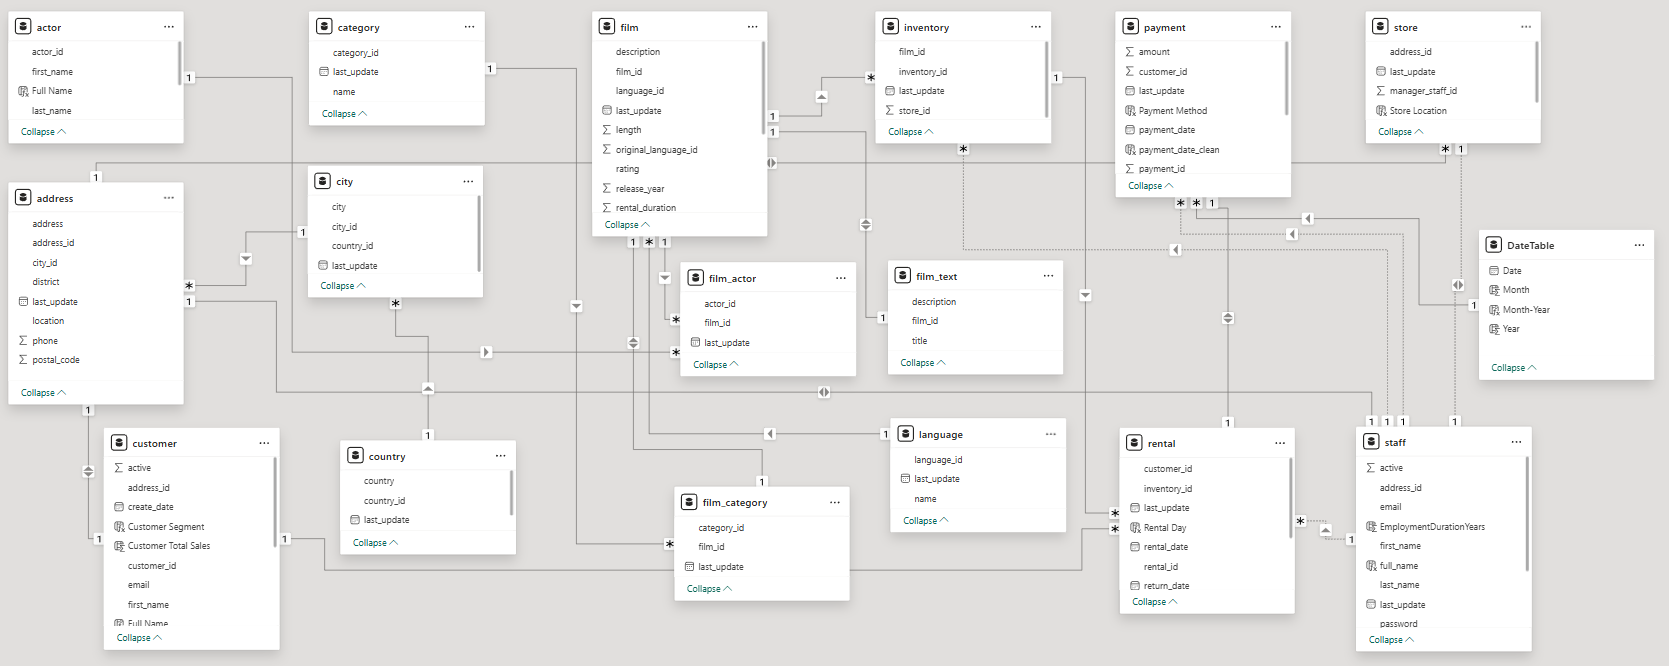 actor
actor_id
first_name
Full Name
last_name
Collapse
category
category_id
last_update
name
Collapse
film
description
film_id
language_id
last_update
length
original_language_id
rating
release_year
rental_duration
Collapse
inventory
film_id
inventory_id
last_update
store_id
Collapse
payment
amount
customer_id
last_update
Payment Method
payment_date
payment_date_clean
payment_id
Collapse
store
address_id
last_update
manager_staff_id
Store Location
Collapse
address
address
address_id
city_id
district
last_update
location
phone
postal_code
Collapse
city
city
city_id
country_id
last_update
Collapse
film_actor
actor_id
film_id
last_update
Collapse
film_text
description
film_id
title
Collapse
DateTable
Date
Month
Month-Year
Year
Collapse
customer
active
address_id
create_date
Customer Segment
Customer Total Sales
customer_id
email
first_name
Full Name
Collapse
country
country
country_id
last_update
Collapse
film_category
category_id
film_id
last_update
Collapse
language
language_id
last_update
name
Collapse
rental
customer_id
inventory_id
last_update
Rental Day
rental_date
rental_id
return_date
Collapse
staff
active
address_id
email
EmploymentDurationYears
first_name
full_name
last_name
last_update
password
Collapse